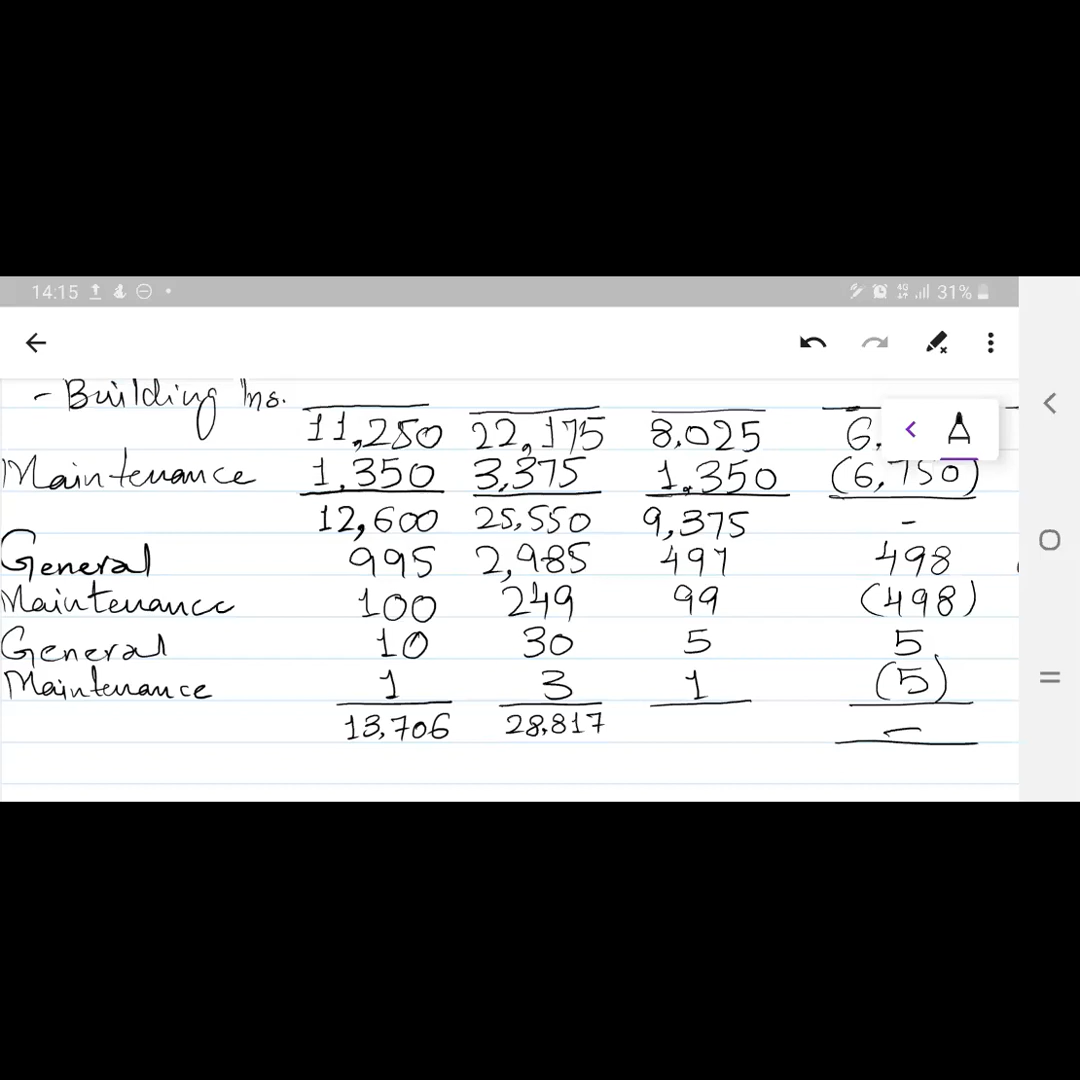 14:15 4G 31%
- Building Ins.
11,250 22,175 8,025 6,
Maintenance 1,350 3,375 1,350 (6,750)
12,600 25,550 9,375 -
General 995 2,985 497 498
Maintenance 100 249 99 (498)
General 10 30 5 5
Maintenance 1 3 1 (5)
13,706 28,817 -